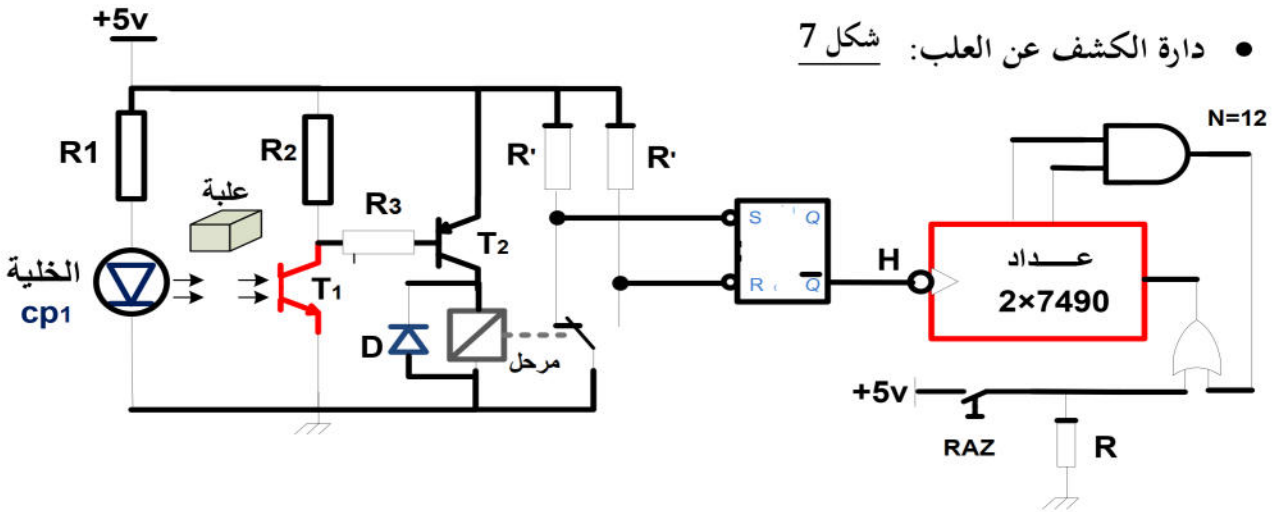 • دارة الكشف عن العلب: شكل 7
+5v
N=12
R1
R2
R'
R'
علبة
R3
S
Q
T2
H
عـــداد
2×7490
الخلية
cp1
T1
R
Q
D
مرحل
+5v
RAZ
R